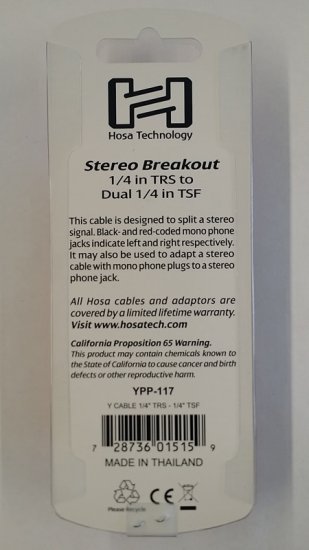 Hosa Technology
Stereo Breakout
1/4 in TRS to
Dual 1/4 in TSF
This cable is designed to split a stereo
signal. Black- and red-coded mono phone
jacks indicate left and right respectively.
It may also be used to adapt a stereo
cable with mono phone plugs to a stereo
phone jack.
All Hosa cables and adaptors are
covered by a limited lifetime warranty.
Visit www.hosatech.com
California Proposition 65 Warning.
This product may contain chemicals known to
the State of California to cause cancer and birth
defects or other reproductive harm.
YPP-117
Y CABLE 1/4" TRS - 1/4" TSF
7 28736 01515 9
MADE IN THAILAND
CE
Please Recycle